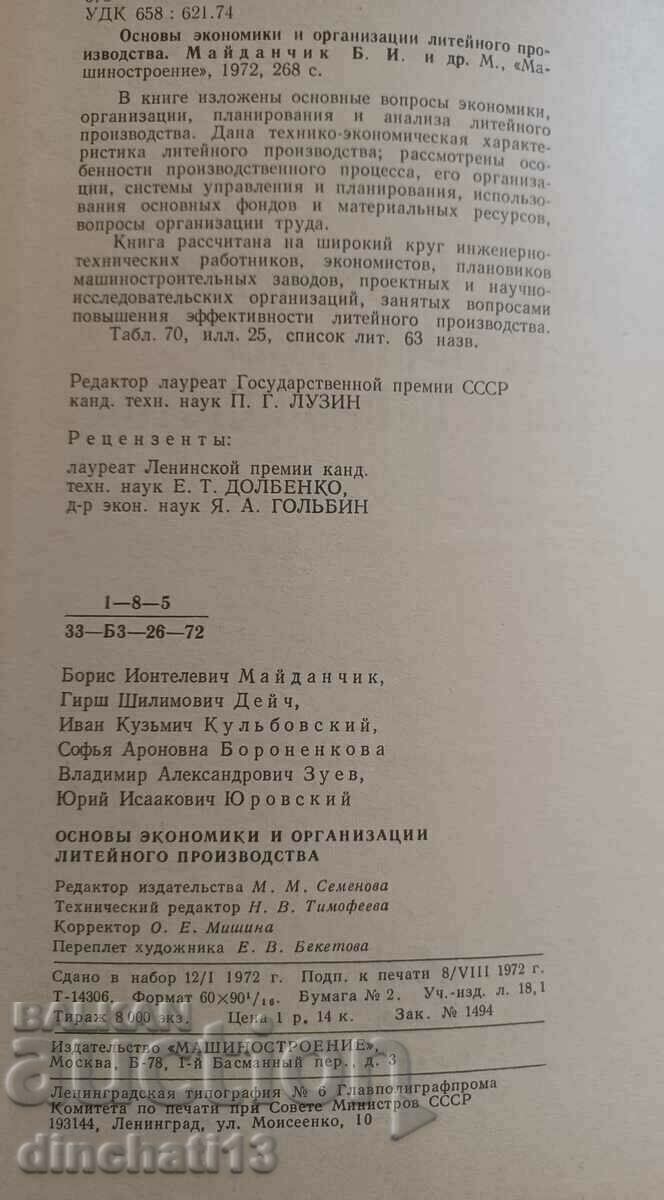 УДК 658 : 621.74
Основы экономики и организации литейного про-
изводства. Майданчик Б. И. и др. М., «Ма-
шиностроение», 1972, 268 с.
В книге изложены основные вопросы экономики,
организации, планирования и анализа литейного
производства. Дана технико-экономическая характе-
ристика литейного производства; рассмотрены осо-
бенности производственного процесса, его организа-
ции, системы управления и планирования, использо-
вания основных фондов и материальных ресурсов,
вопросы организации труда.
Книга рассчитана на широкий круг инженерно-
технических работников, экономистов, плановиков
машиностроительных заводов, проектных и научно-
исследовательских организаций, занятых вопросами
повышения эффективности литейного производства.
Табл. 70, илл. 25, список лит. 63 назв.
Редактор лауреат Государственной премии СССР
канд. техн. наук П. Г. ЛУЗИН
Рецензенты:
лауреат Ленинской премии канд.
техн. наук Е. Т. ДОЛБЕНКО,
д-р экон. наук Я. А. ГОЛЬБИН
1—8—5
33—БЗ—26—72
Борис Ионтелевич Майданчик,
Гирш Шилимович Дейч,
Иван Кузьмич Кульбовский,
Софья Ароновна Бороненкова
Владимир Александрович Зуев,
Юрий Исаакович Юровский
ОСНОВЫ ЭКОНОМИКИ И ОРГАНИЗАЦИИ
ЛИТЕЙНОГО ПРОИЗВОДСТВА
Редактор издательства М. М. Семенова
Технический редактор Н. В. Тимофеева
Корректор О. Е. Мишина
Переплет художника Е. В. Бекетова
Сдано в набор 12/I 1972 г. Подп. к печати 8/VIII 1972 г.
Т-14306. Формат 60×90¹/₁₆. Бумага № 2. Уч.-изд. л. 18,1
Тираж 8 000 экз. Цена 1 р. 14 к. Зак. № 1494
Издательство «МАШИНОСТРОЕНИЕ»,
Москва, Б-78, 1-й Басманный пер., д. 3
Ленинградская типография № 6 Главполиграфпрома
Комитета по печати при Совете Министров СССР
193144, Ленинград, ул. Моисеенко, 10
BALKAN
auction
dinchati13